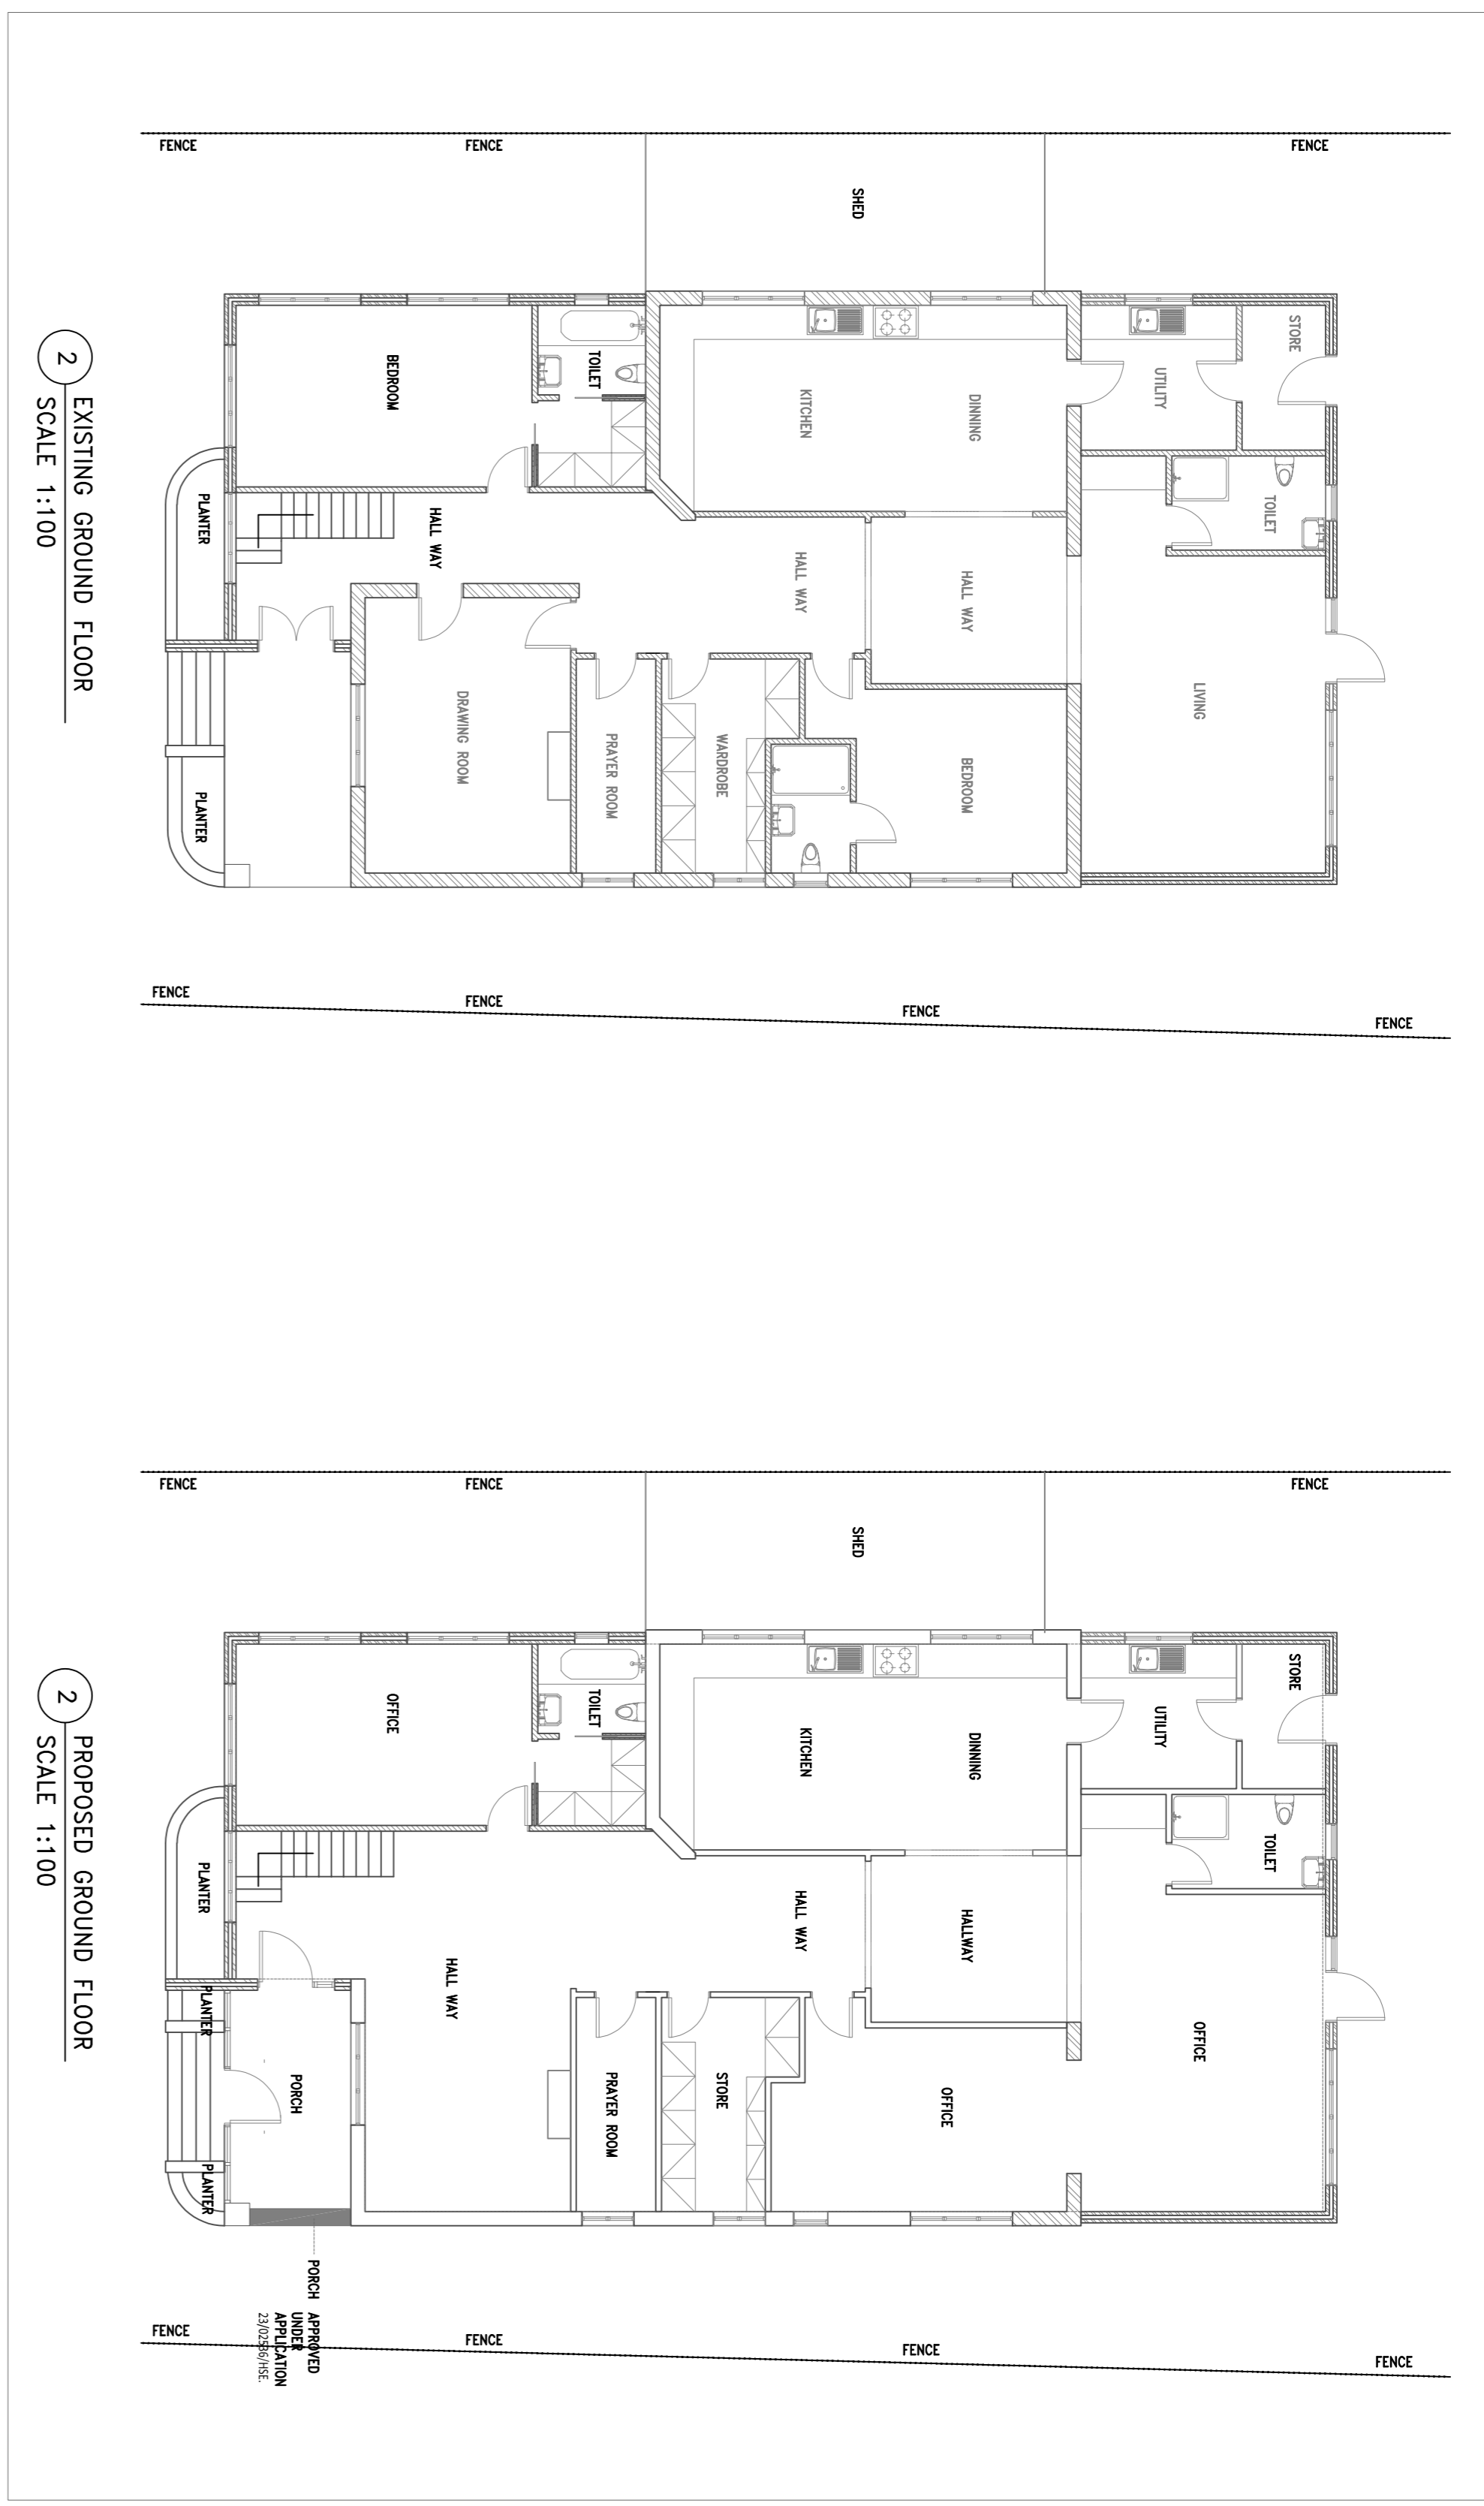 FENCE
FENCE
FENCE
SHED
STORE
UTILITY
DINNING
KITCHEN
TOILET
BEDROOM
TOILET
HALL WAY
HALL WAY
HALL WAY
PLANTER
LIVING
BEDROOM
WARDROBE
PRAYER ROOM
DRAWING ROOM
PLANTER
FENCE
FENCE
FENCE
FENCE
2
EXISTING GROUND FLOOR
SCALE 1:100
FENCE
FENCE
FENCE
SHED
STORE
UTILITY
DINNING
KITCHEN
TOILET
OFFICE
TOILET
HALLWAY
HALL WAY
HALL WAY
PLANTER
PLANTER
OFFICE
OFFICE
STORE
PRAYER ROOM
PORCH
PLANTER
PORCH APPROVED
UNDER
APPLICATION
23/02536/HSE.
FENCE
FENCE
FENCE
FENCE
2
PROPOSED GROUND FLOOR
SCALE 1:100